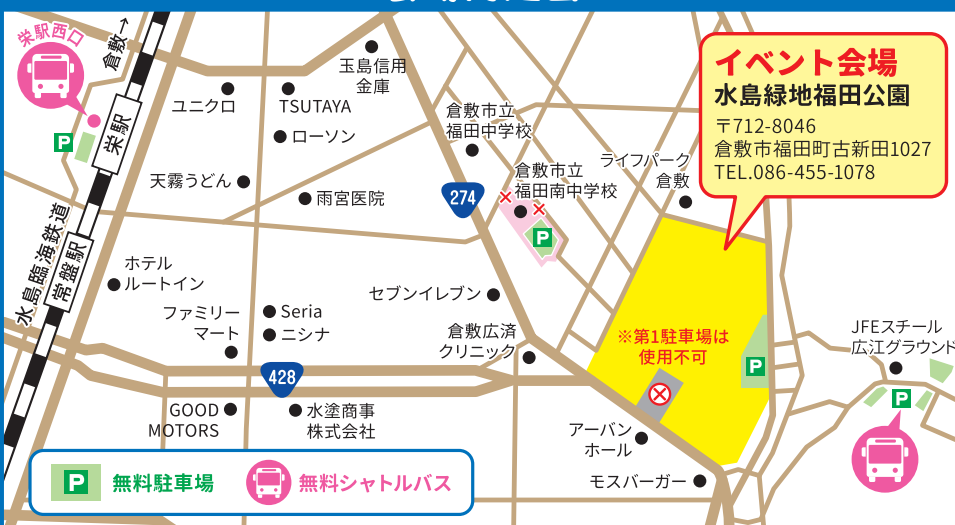 栄駅西口
倉敷→
P
栄駅
水島臨海鉄道
常盤駅
ユニクロ
TSUTAYA
ローソン
玉島信用
金庫
天霧うどん
雨宮医院
倉敷市立
福田中学校
274
倉敷市立
福田南中学校
P
ライフパーク
倉敷
イベント会場
水島緑地福田公園
〒712-8046
倉敷市福田町古新田1027
TEL.086-455-1078
ホテル
ルートイン
ファミリー
マート
Seria
ニシナ
セブンイレブン
倉敷広済
クリニック
428
※第1駐車場は
使用不可
P
JFEスチール
広江グラウンド
P
GOOD
MOTORS
水塗商事
株式会社
アーバン
ホール
モスバーガー
P 無料駐車場
無料シャトルバス